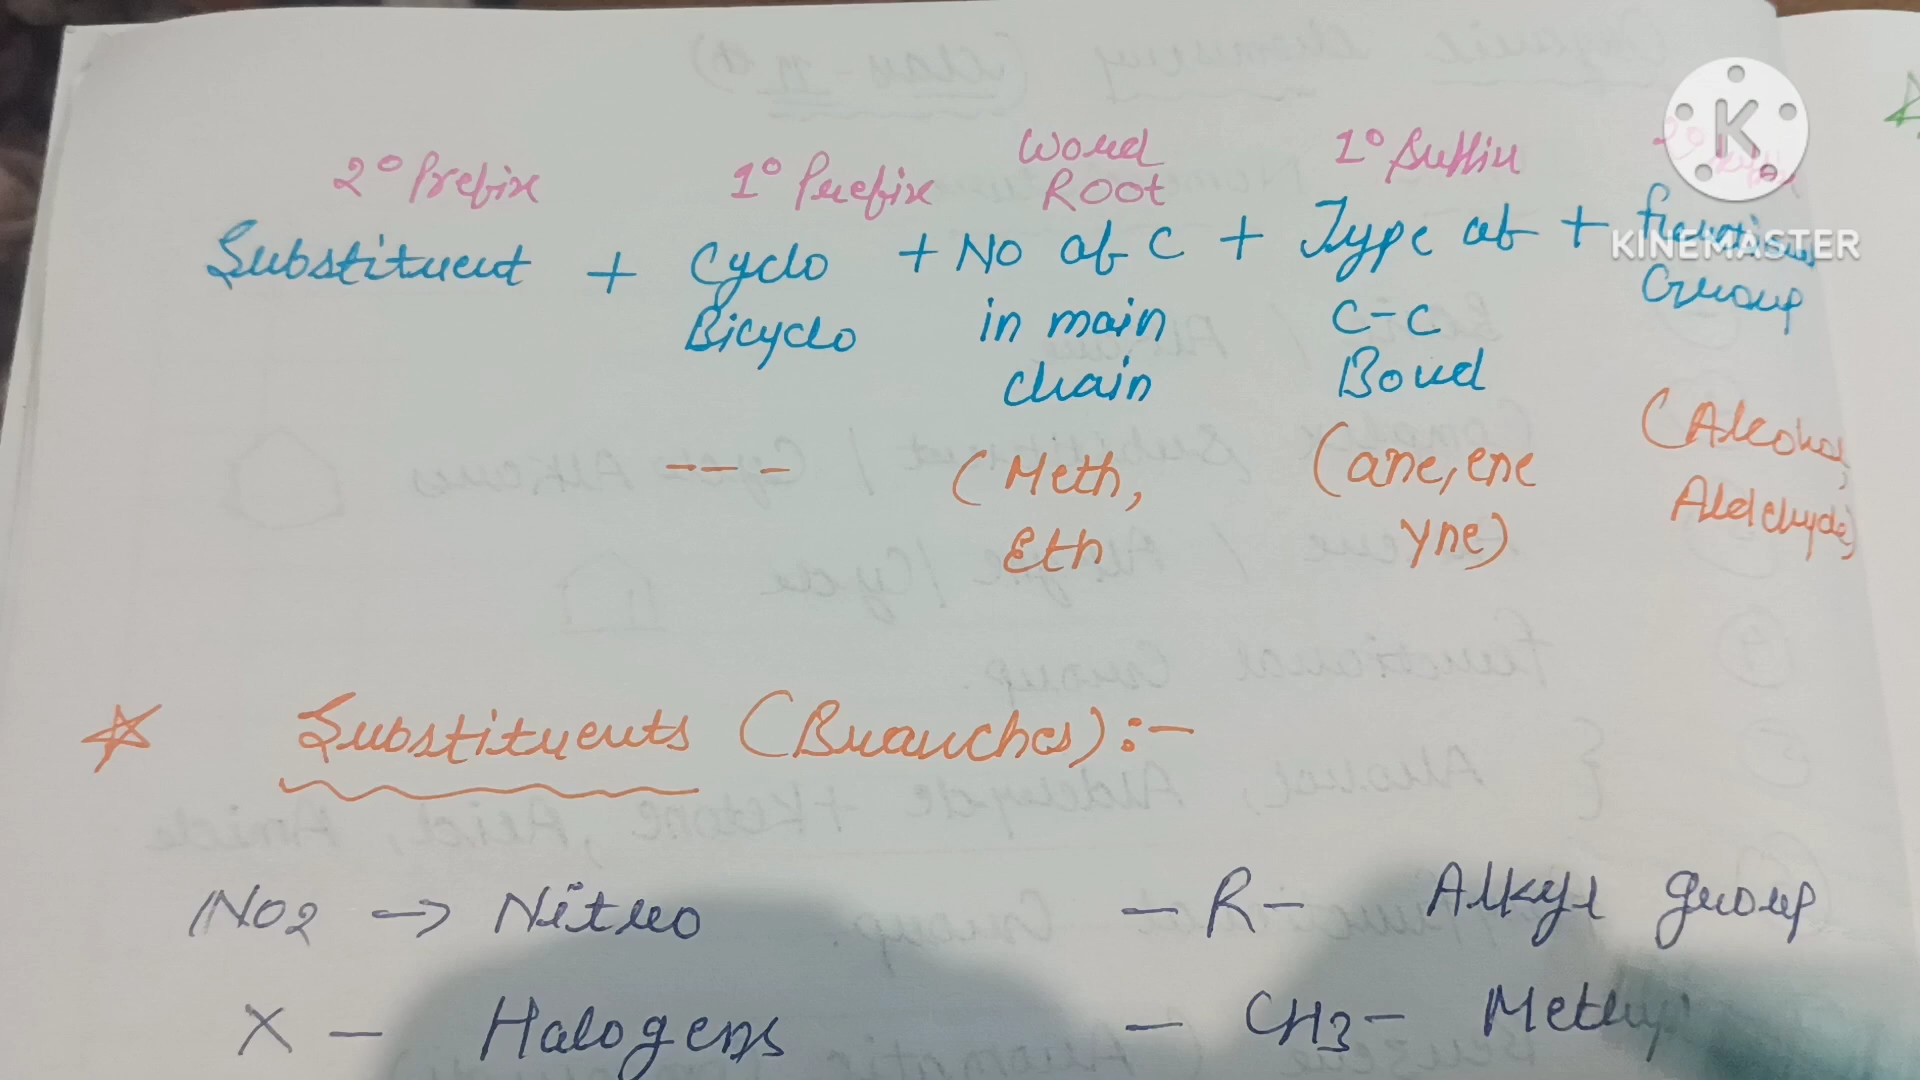 2° Prefix 1° Prefix Word Root 1° Suffix
Substituent + Cyclo + No of C + Type of + Functional
Bicyclo in main C-C Group
chain Bond
--- (Meth, (ane, ene (Alcohol,
Eth yne) Aldehyde)
Substituents (Branches):-
NO2 → Nitro - R - Alkyl group
X - Halogens - CH3 - Methyl
K
KINEMASTER